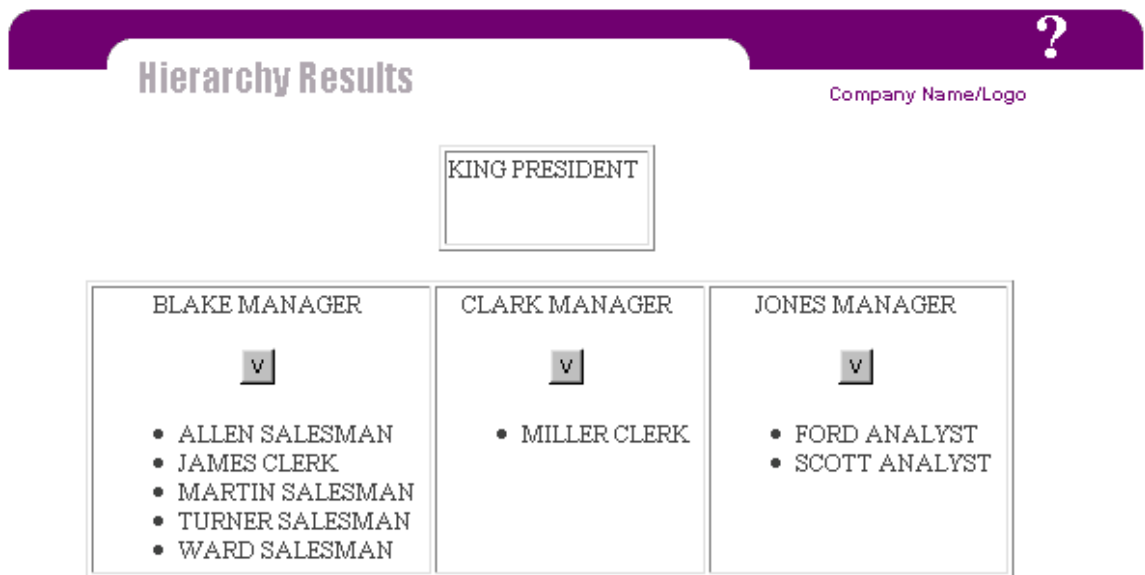 ?
Hierarchy Results
Company Name/Logo
KING PRESIDENT
BLAKE MANAGER
V
• ALLEN SALESMAN
• JAMES CLERK
• MARTIN SALESMAN
• TURNER SALESMAN
• WARD SALESMAN
CLARK MANAGER
V
• MILLER CLERK
JONES MANAGER
V
• FORD ANALYST
• SCOTT ANALYST